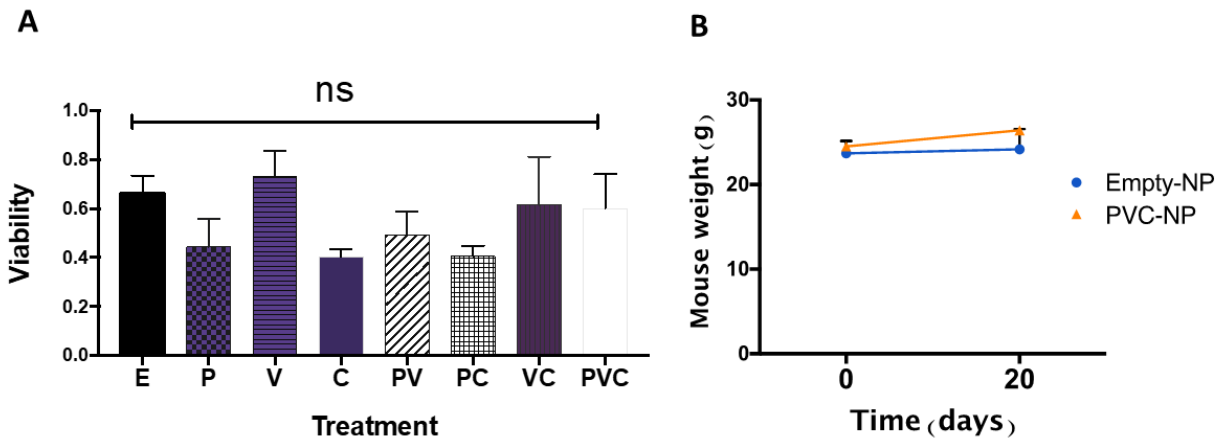 A
ns
Viability
1.0
0.8
0.6
0.4
0.2
0.0
E P V C PV PC VC PVC
Treatment
B
Mouse weight (g)
30
20
10
0
0 20
Time (days)
Empty-NP
PVC-NP